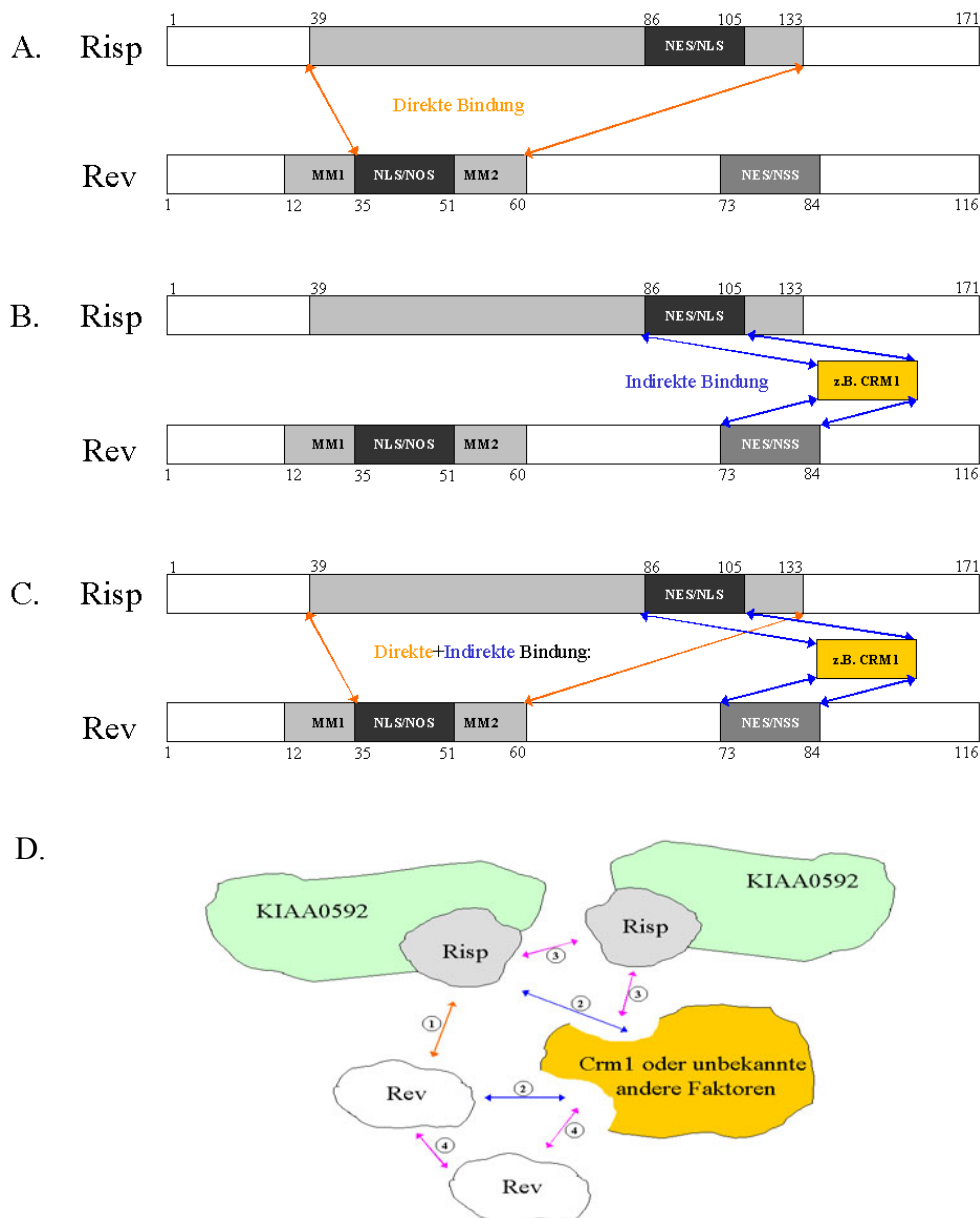 1 39 86 105 133 171
A. Risp NES/NLS
Direkte Bindung
Rev MM1 NLS/NOS MM2 NES/NSS
1 12 35 51 60 73 84 116
1 39 86 105 133 171
B. Risp NES/NLS
Indirekte Bindung z.B. CRM1
Rev MM1 NLS/NOS MM2 NES/NSS
1 12 35 51 60 73 84 116
1 39 86 105 133 171
C. Risp NES/NLS
Direkte+Indirekte Bindung: z.B. CRM1
Rev MM1 NLS/NOS MM2 NES/NSS
1 12 35 51 60 73 84 116
D.
KIAA0592 KIAA0592
Risp Risp
3
2 3
1
Crm1 oder unbekannte
andere Faktoren
Rev 2
4 4
Rev